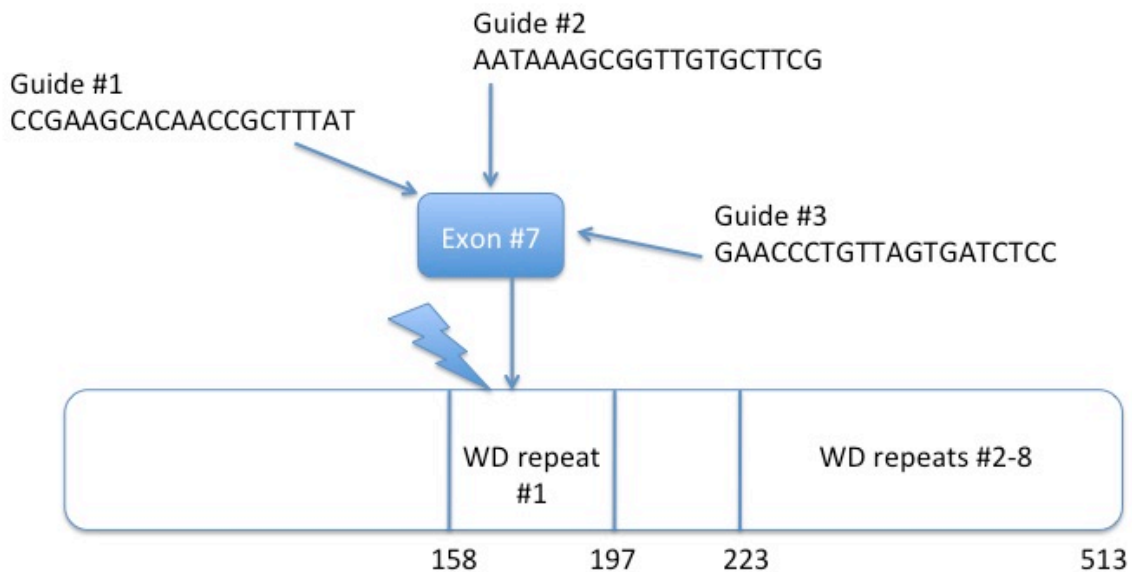 Guide #2
AATAAAGCGGTTGTGCTTCG
Guide #1
CCGAAGCACAACCGCTTTAT
Exon #7
Guide #3
GAACCCTGTTAGTGATCTCC
WD repeat
#1
WD repeats #2-8
158
197
223
513